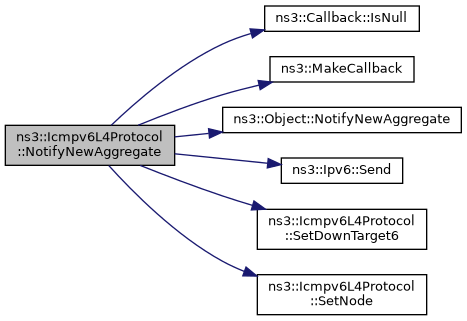 ns3::Icmpv6L4Protocol
::NotifyNewAggregate
ns3::Callback::IsNull
ns3::MakeCallback
ns3::Object::NotifyNewAggregate
ns3::Ipv6::Send
ns3::Icmpv6L4Protocol
::SetDownTarget6
ns3::Icmpv6L4Protocol
::SetNode